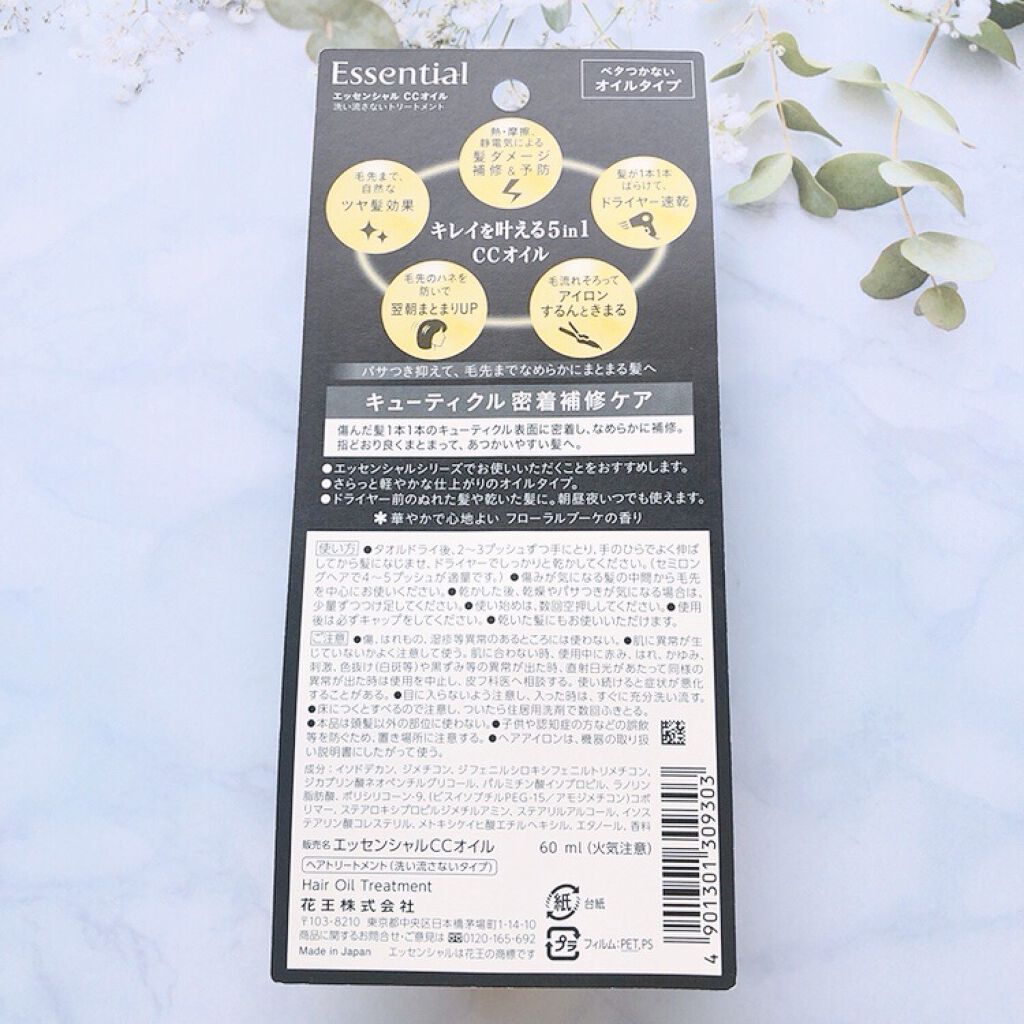 Essential
エッセンシャル CCオイル
洗い流さないトリートメント
ベタつかない
オイルタイプ
熱・摩擦、
静電気による
髪ダメージ
補修&予防
毛先まで、
自然な
ツヤ髪効果
髪が1本1本
ばらけて、
ドライヤー速乾
キレイを叶える5in1
CCオイル
毛先のハネを
防いで
翌朝まとまりUP
毛流れそろって
アイロン
するんときまる
パサつき抑えて、毛先までなめらかにまとまる髪へ
キューティクル 密着補修ケア
傷んだ髪1本1本のキューティクル表面に密着し、なめらかに補修。
指どおり良くまとまって、あつかいやすい髪へ。
●エッセンシャルシリーズでお使いいただくことをおすすめします。
●さらっと軽やかな仕上がりのオイルタイプ。
●ドライヤー前のぬれた髪や乾いた髪に。朝昼夜いつでも使えます。
✽華やかで心地よい フローラルブーケの香り
使い方 ●タオルドライ後、2〜3プッシュずつ手にとり、手のひらでよく伸ば
してから髪になじませ、ドライヤーでしっかりと乾かしてください。(セミロン
グヘアで4〜5プッシュが適量です。) ●傷みが気になる髪の中間から毛先
を中心にお使いください。●乾かした後、乾燥やパサつきが気になる場合は、
少量ずつつけ足してください。●使い始めは、数回空押ししてください。●使用
後は必ずキャップをしてください。●乾いた髪にもお使いいただけます。
ご注意 ●傷、はれもの、湿疹等異常のあるところには使わない。●肌に異常が生
じていないかよく注意して使う。肌に合わない時、使用中に赤み、はれ、かゆみ、
刺激、色抜け(白斑等)や黒ずみ等の異常が出た時、直射日光があたって同様の
異常が出た時は使用を中止し、皮フ科医へ相談する。使い続けると症状が悪化
することがある。●目に入らないよう注意し、入った時は、すぐに充分洗い流す。
●床につくとすべるので注意し、ついたら住居用洗剤で数回ふきとる。
●本品は頭髪以外の部位に使わない。●子供や認知症の方などの誤飲
等を防ぐため、置き場所に注意する。●ヘアアイロンは、機器の取り扱
い説明書にしたがって使う。
成分:イソドデカン、ジメチコン、ジフェニルシロキシフェニルトリメチコン、
ジカプリン酸ネオペンチルグリコール、パルミチン酸イソプロピル、ラノリン
脂肪酸、ポリシリコーン-9、(ビスイソブチルPEG-15/アモジメチコン)コポ
リマー、ステアロキシプロピルジメチルアミン、ステアリルアルコール、イソス
テアリン酸コレステリル、メトキシケイヒ酸エチルヘキシル、エタノール、香料
販売名 エッセンシャルCCオイル 60 ml (火気注意)
ヘアトリートメント(洗い流さないタイプ)
Hair Oil Treatment
花王株式会社
〒103-8210 東京都中央区日本橋茅場町1-14-10
商品に関するお問合せ・ご意見は 0120-165-692
Made in Japan エッセンシャルは花王の商標です
紙 台紙
プラ フィルム:PET, PS
4 901301 309303